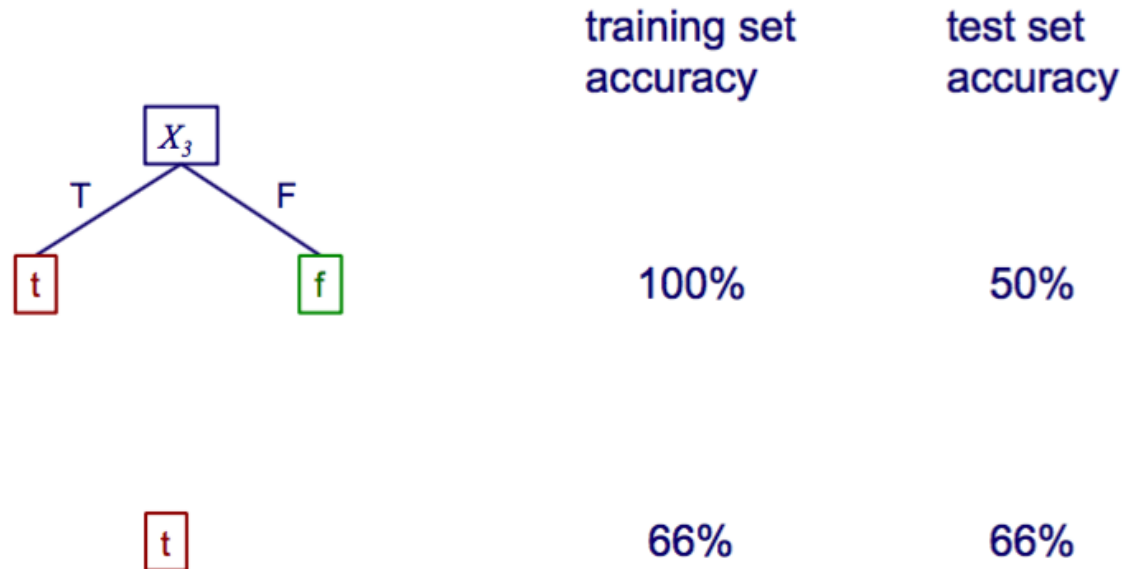 training set
accuracy
test set
accuracy
X₃
T
F
t
f
100%
50%
t
66%
66%